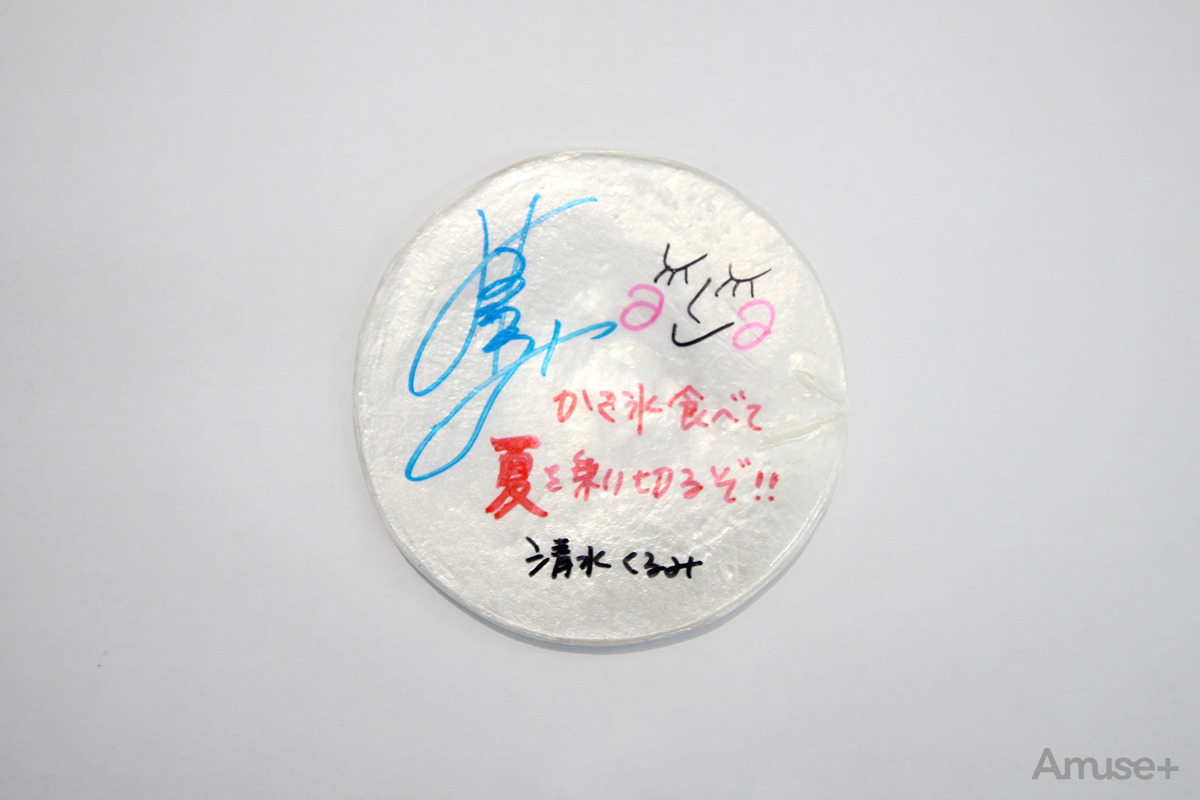 かき氷食べて
夏を乗り切るぞ!!
清水くるみ
Amuse+